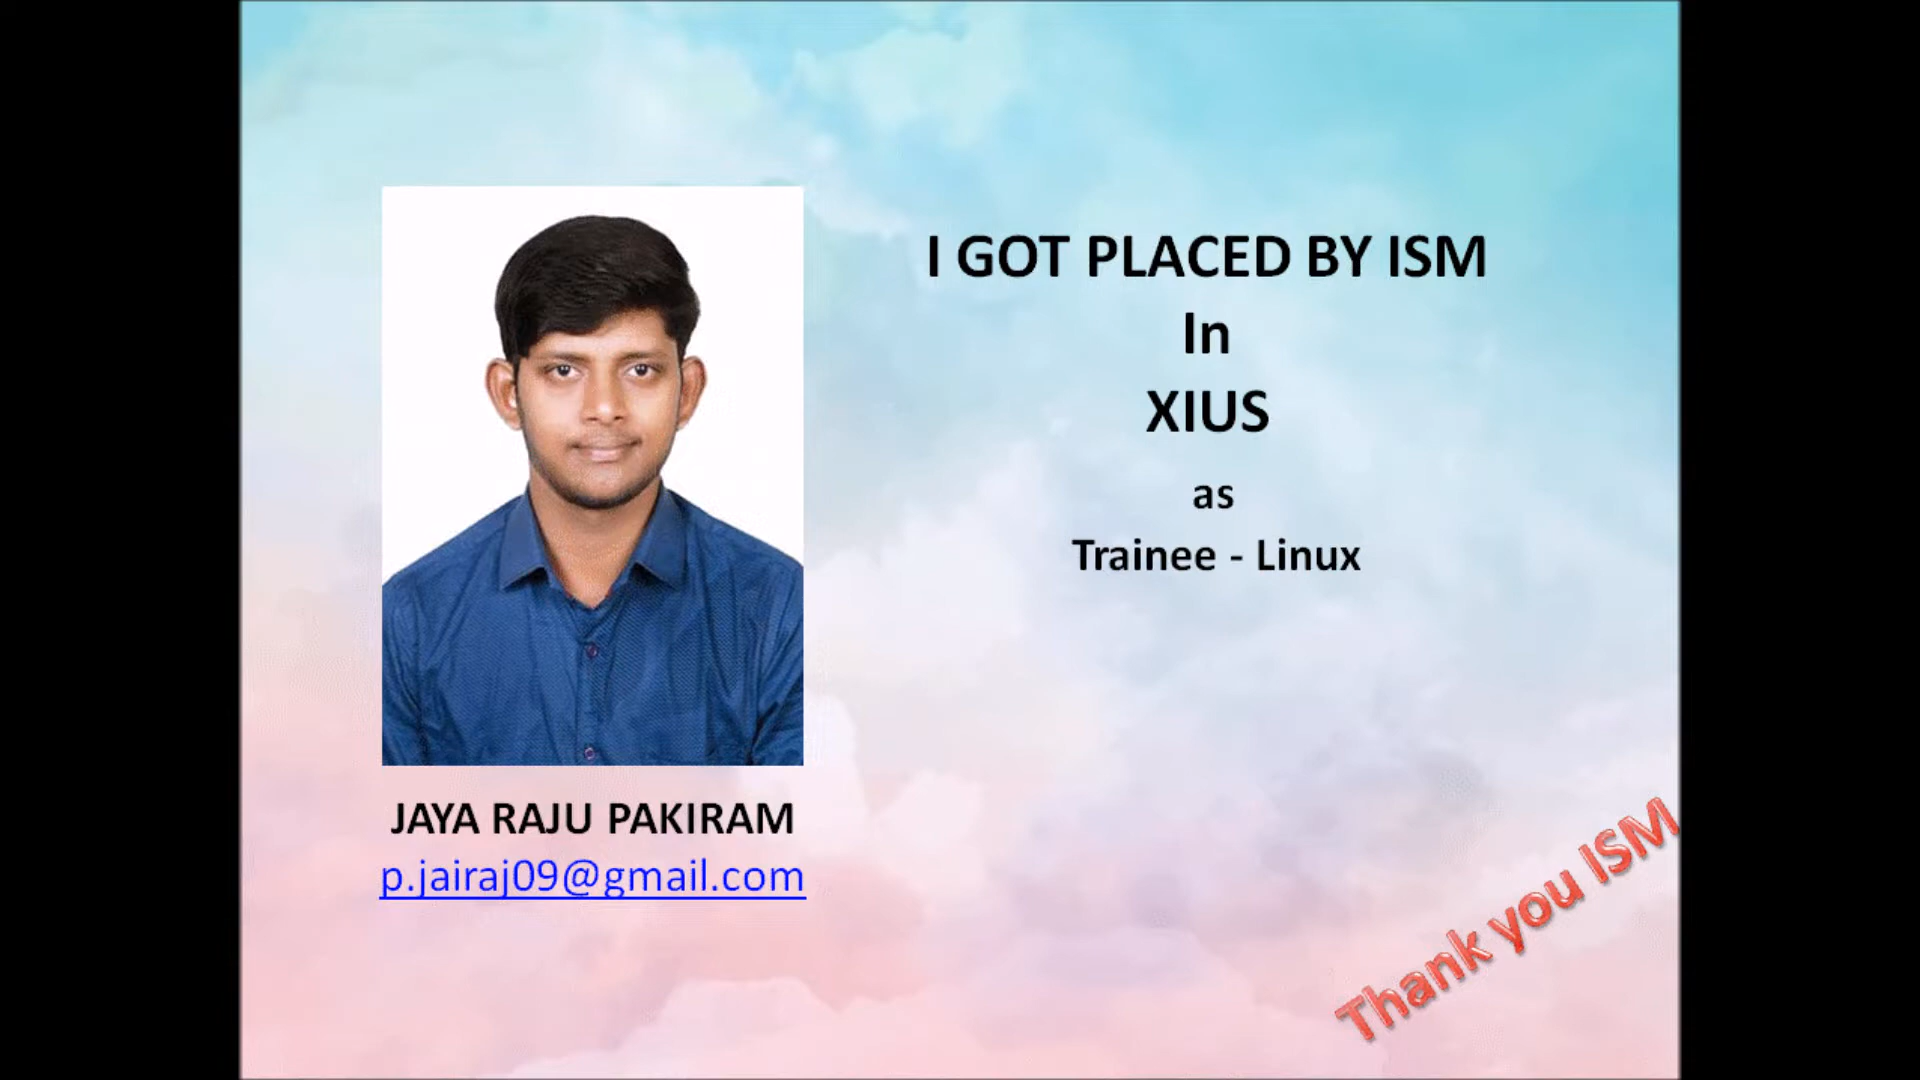 I GOT PLACED BY ISM
In
XIUS
as
Trainee - Linux
JAYA RAJU PAKIRAM
p.jairaj09@gmail.com
Thank you ISM